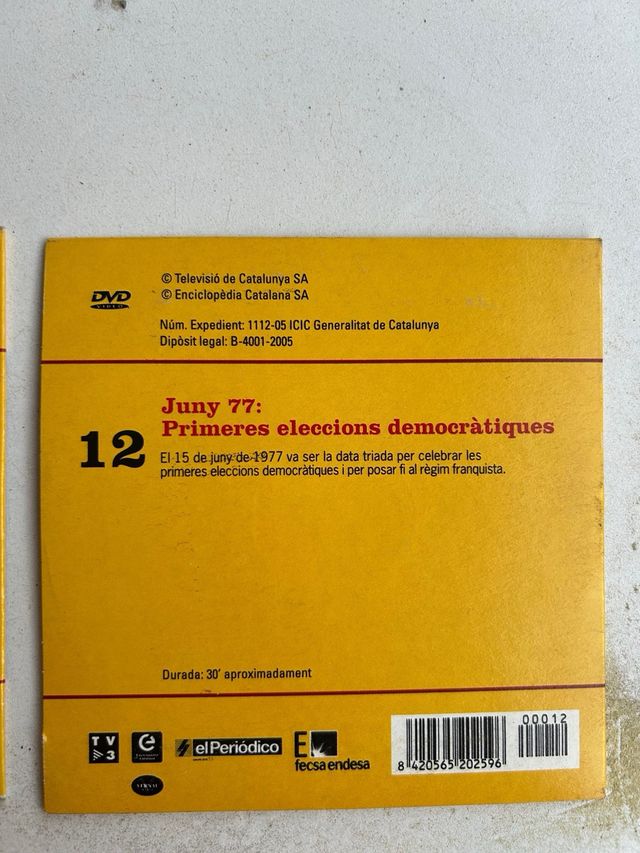 © Televisió de Catalunya SA
© Enciclopèdia Catalana SA
DVD
VIDEO
Núm. Expedient: 1112-05 ICIC Generalitat de Catalunya
Dipòsit legal: B-4001-2005
Juny 77:
Primeres eleccions democràtiques
12
El 15 de juny de 1977 va ser la data triada per celebrar les
primeres eleccions democràtiques i per posar fi al règim franquista.
Durada: 30' aproximadament
TV
3
elPeriódico
fecsa endesa
00012
8 420565 202596